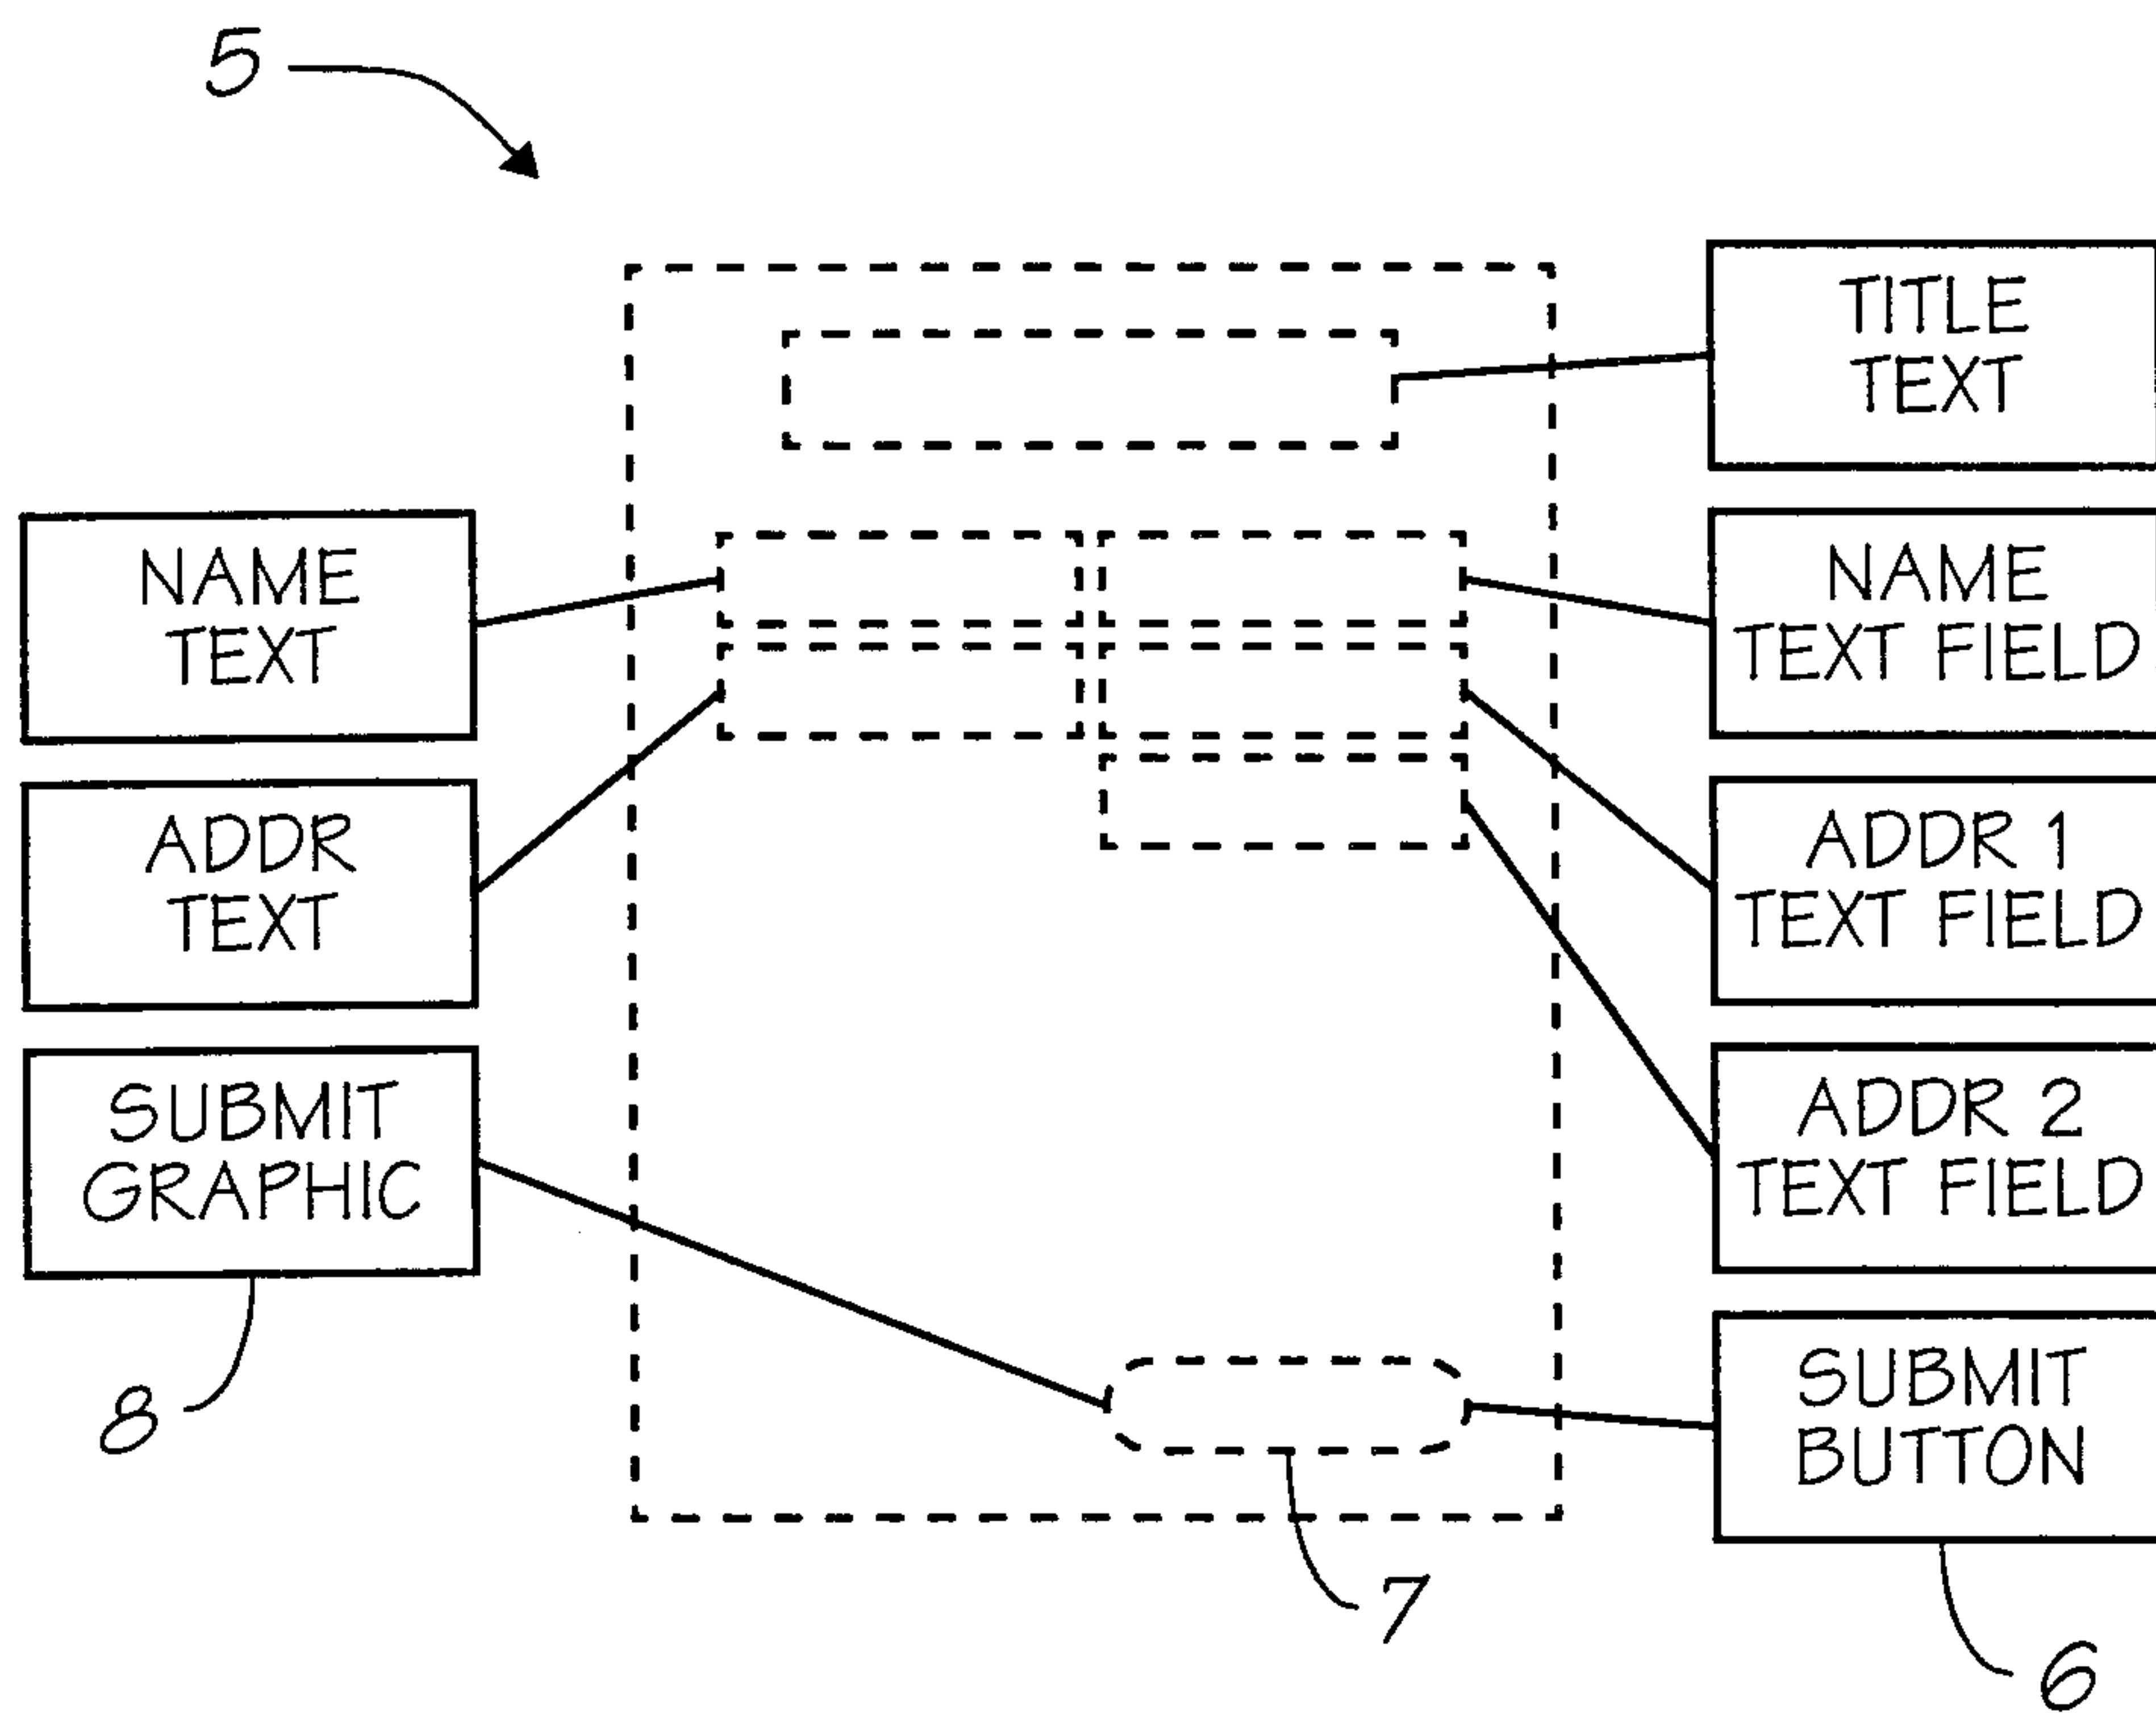 5
TITLE
TEXT
NAME
TEXT
NAME
TEXT FIELD
ADDR
TEXT
ADDR 1
TEXT FIELD
SUBMIT
GRAPHIC
ADDR 2
TEXT FIELD
SUBMIT
BUTTON
8
7
6